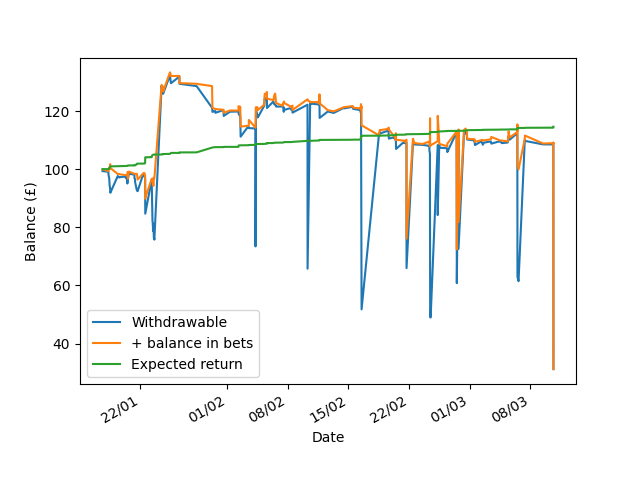 120
100
80
60
40
Balance (£)
Withdrawable
+ balance in bets
Expected return
22/01
01/02
08/02
15/02
22/02
01/03
08/03
Date